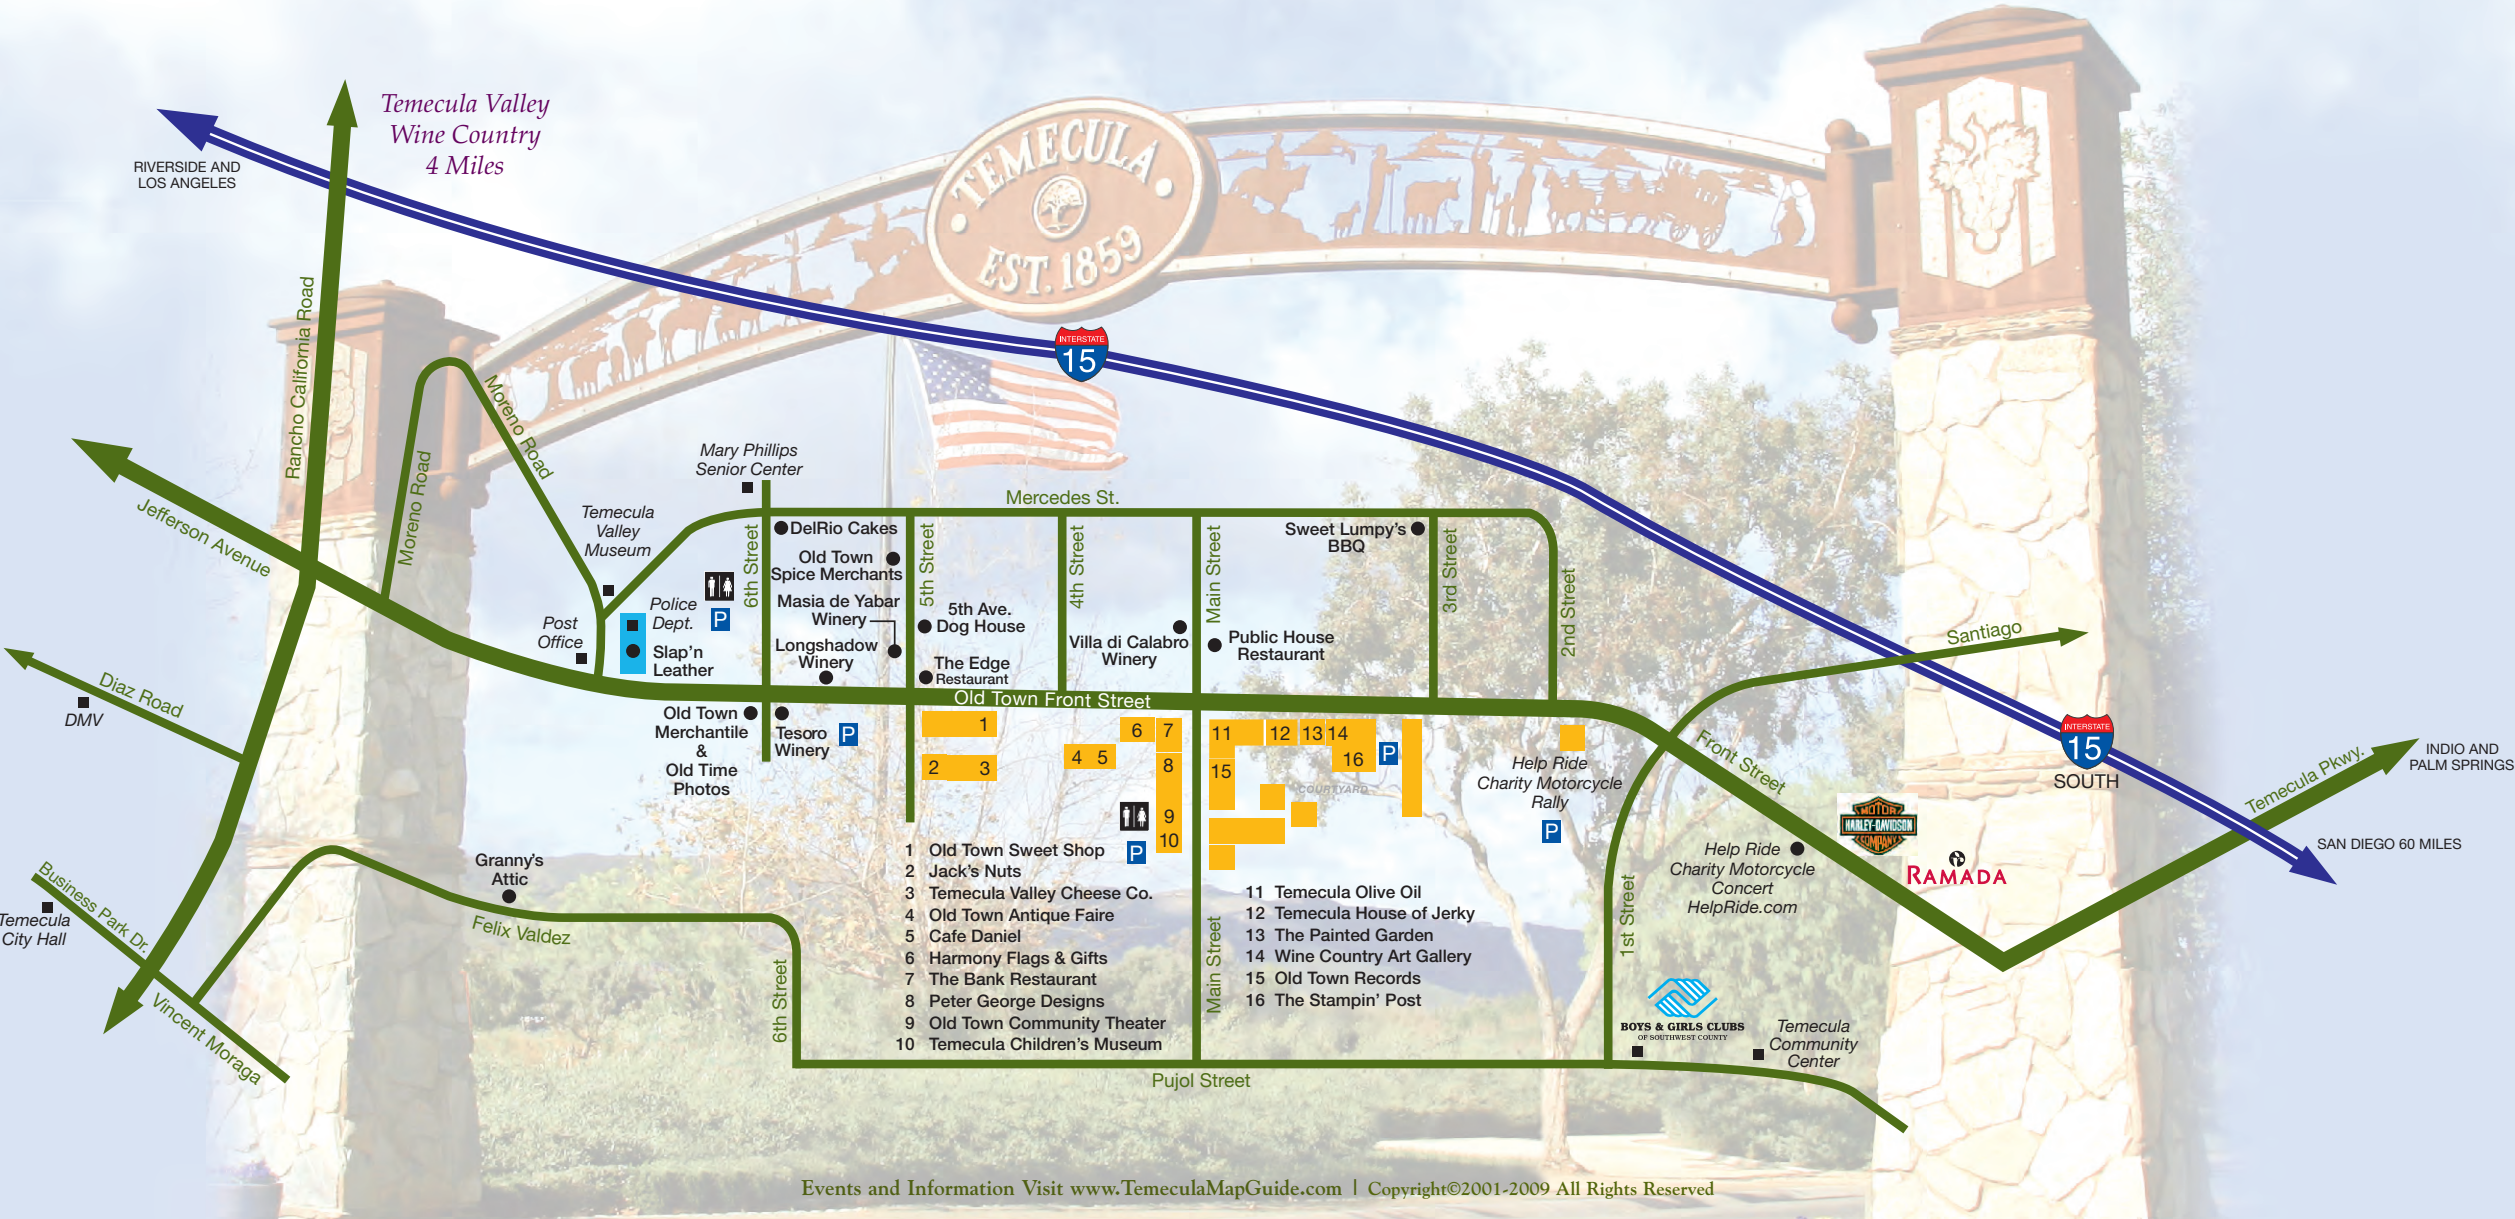 Temecula Valley
Wine Country
4 Miles
RIVERSIDE AND
LOS ANGELES
TEMECULA
EST. 1859
INTERSTATE
15
Rancho California Road
Jefferson Avenue
Moreno Road
Moreno Road
Mary Phillips
Senior Center
Mercedes St.
Temecula
Valley
Museum
Post
Office
Police
Dept.
Slap'n
Leather
P
6th Street
DelRio Cakes
Old Town
Spice Merchants
Masia de Yabar
Winery
Longshadow
Winery
5th Street
5th Ave.
Dog House
The Edge
Restaurant
4th Street
Villa di Calabro
Winery
Main Street
Public House
Restaurant
Sweet Lumpy's
BBQ
3rd Street
2nd Street
Santiago
Old Town Front Street
Diaz Road
DMV
Old Town
Merchantile
&
Old Time
Photos
Tesoro
Winery
P
1
2
3
4
5
6
7
8
9
10
P
11
12
13
14
15
16
P
COURTYARD
Help Ride
Charity Motorcycle
Rally
P
Front Street
INTERSTATE
15
SOUTH
Temecula Pkwy.
INDIO AND
PALM SPRINGS
SAN DIEGO 60 MILES
MOTOR
HARLEY-DAVIDSON
COMPANY
RAMADA
Help Ride
Charity Motorcycle
Concert
HelpRide.com
1st Street
Business Park Dr.
Temecula
City Hall
Vincent Moraga
Granny's
Attic
Felix Valdez
6th Street
1 Old Town Sweet Shop
2 Jack's Nuts
3 Temecula Valley Cheese Co.
4 Old Town Antique Faire
5 Cafe Daniel
6 Harmony Flags & Gifts
7 The Bank Restaurant
8 Peter George Designs
9 Old Town Community Theater
10 Temecula Children's Museum
Main Street
11 Temecula Olive Oil
12 Temecula House of Jerky
13 The Painted Garden
14 Wine Country Art Gallery
15 Old Town Records
16 The Stampin' Post
BOYS & GIRLS CLUBS
OF SOUTHWEST COUNTY
Temecula
Community
Center
Pujol Street
Events and Information Visit www.TemeculaMapGuide.com | Copyright©2001-2009 All Rights Reserved